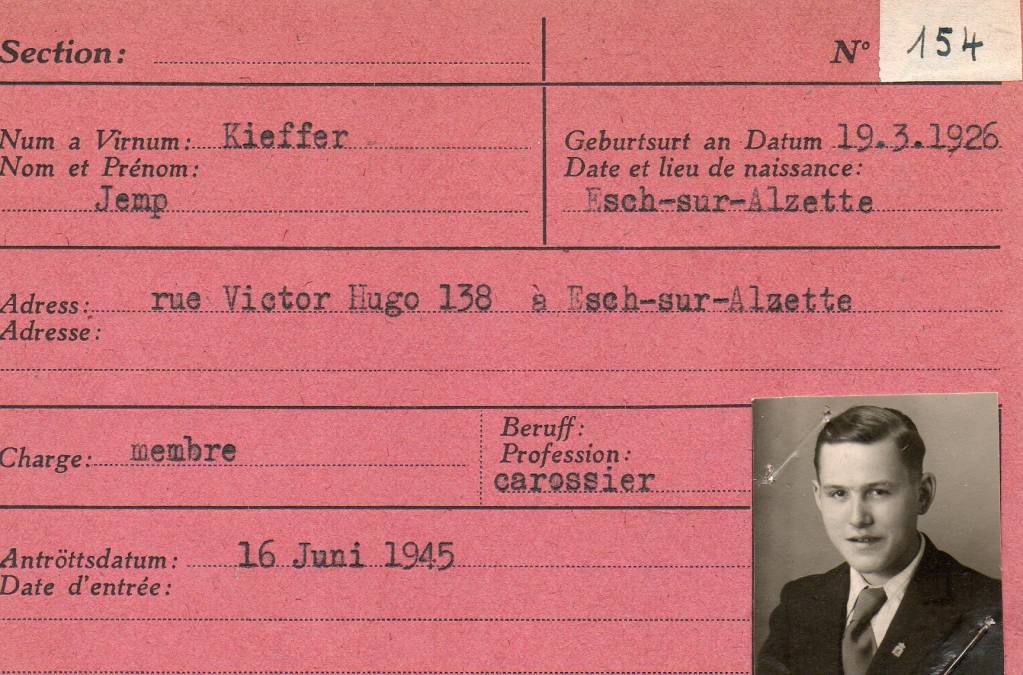 Section:
N° 154
Num a Virnum: Kieffer
Nom et Prénom:
Jemp
Geburtsurt an Datum 19.3.1926
Date et lieu de naissance:
Esch-sur-Alzette
Adress: rue Victor Hugo 138 à Esch-sur-Alzette
Adresse:
Charge: membre
Beruff:
Profession:
carossier
Antröttsdatum: 16 Juni 1945
Date d'entrée: